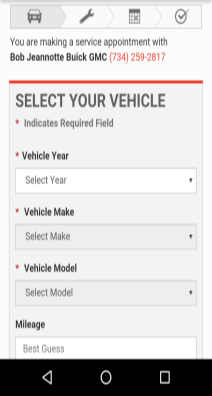 You are making a service appointment with
Bob Jeannotte Buick GMC (734) 259-2817
SELECT YOUR VEHICLE
* Indicates Required Field
* Vehicle Year
Select Year
* Vehicle Make
Select Make
* Vehicle Model
Select Model
Mileage
Best Guess